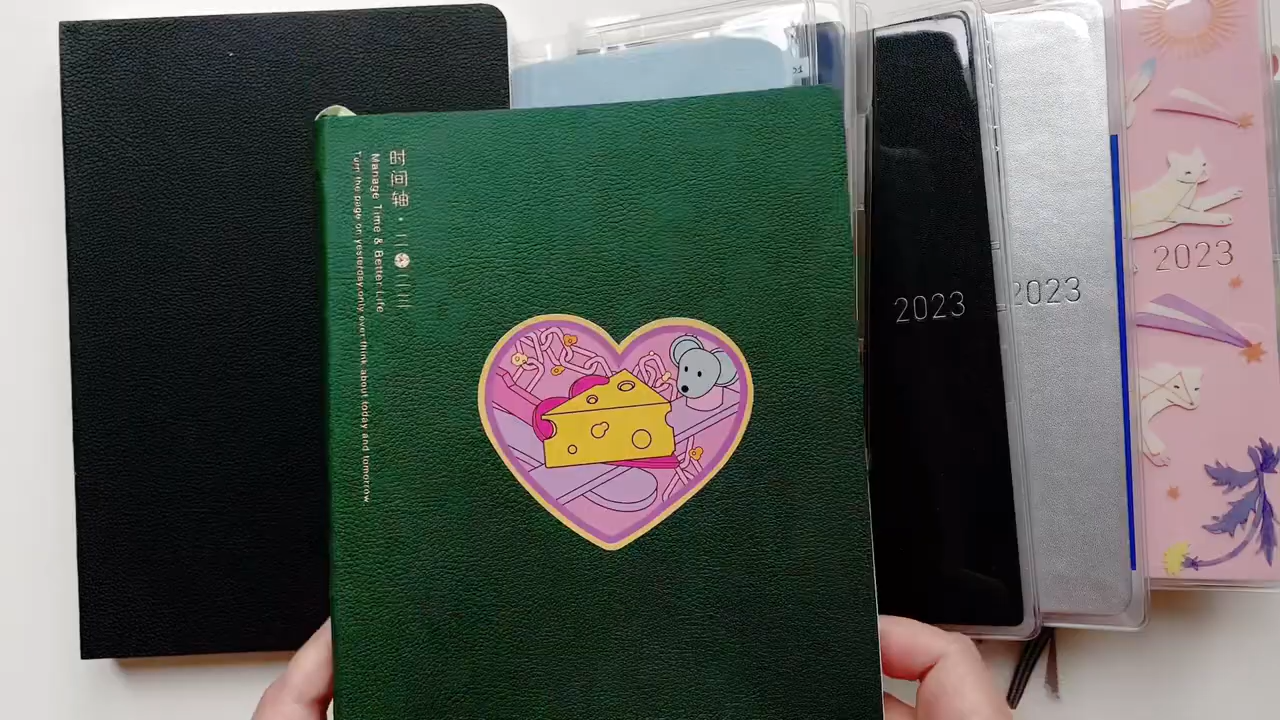 时间轴
Manage Time & Better Life
Turn the page on yesterday,only ever think about today and tomorrow
2023
2023
2023